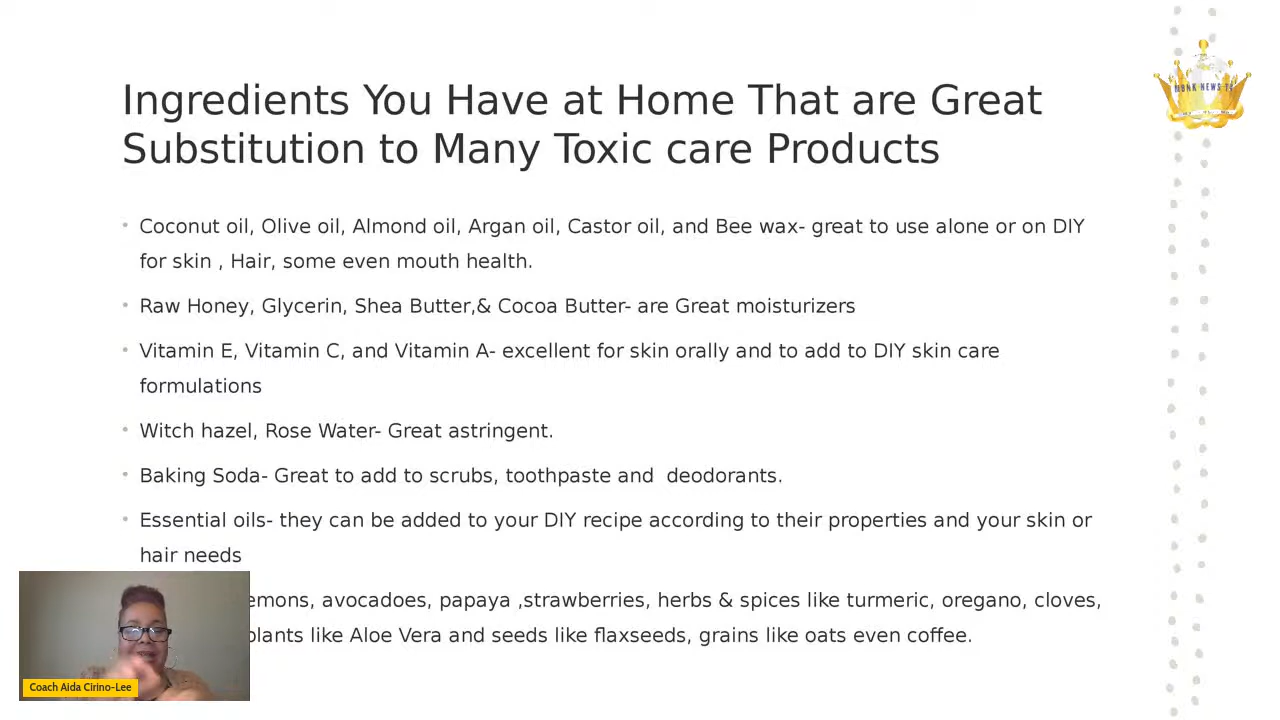 Ingredients You Have at Home That are Great
Substitution to Many Toxic care Products
Coconut oil, Olive oil, Almond oil, Argan oil, Castor oil, and Bee wax- great to use alone or on DIY
for skin , Hair, some even mouth health.
Raw Honey, Glycerin, Shea Butter,& Cocoa Butter- are Great moisturizers
Vitamin E, Vitamin C, and Vitamin A- excellent for skin orally and to add to DIY skin care
formulations
Witch hazel, Rose Water- Great astringent.
Baking Soda- Great to add to scrubs, toothpaste and  deodorants.
Essential oils- they can be added to your DIY recipe according to their properties and your skin or
hair needs
emons, avocadoes, papaya ,strawberries, herbs & spices like turmeric, oregano, cloves,
plants like Aloe Vera and seeds like flaxseeds, grains like oats even coffee.
Coach Aida Cirino-Lee